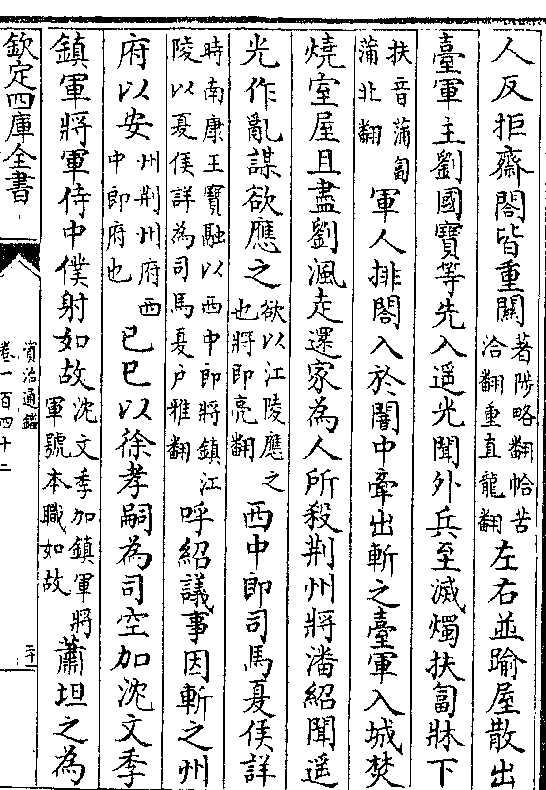 人反拒齋閤皆重關著陟略翻帢苦
洽翻重直龍翻左右並踰屋散出
臺軍主劉國寳等先入遥光聞外兵至滅燭扶匐牀下
扶音蒲匐
蒲北翻軍人排閤入於闇中牽出斬之臺軍入城焚
燒室屋且盡劉渢走還家為人所殺荆州將潘紹聞遥
光作亂謀欲應之欲以江陵應之
也將即亮翻西中郎司馬夏侯詳
時南康王寳融以西中郎將鎮江
陵以夏侯詳為司馬夏户雅翻呼紹議事因斬之州
府以安州荆州府西
中郎府也己巳以徐孝嗣為司空加沈文季
鎮軍將軍侍中僕射如故沈文季加鎮軍將
軍號本職如故蕭坦之為
欽定四庫全書
資治通鑑
卷一百四十二